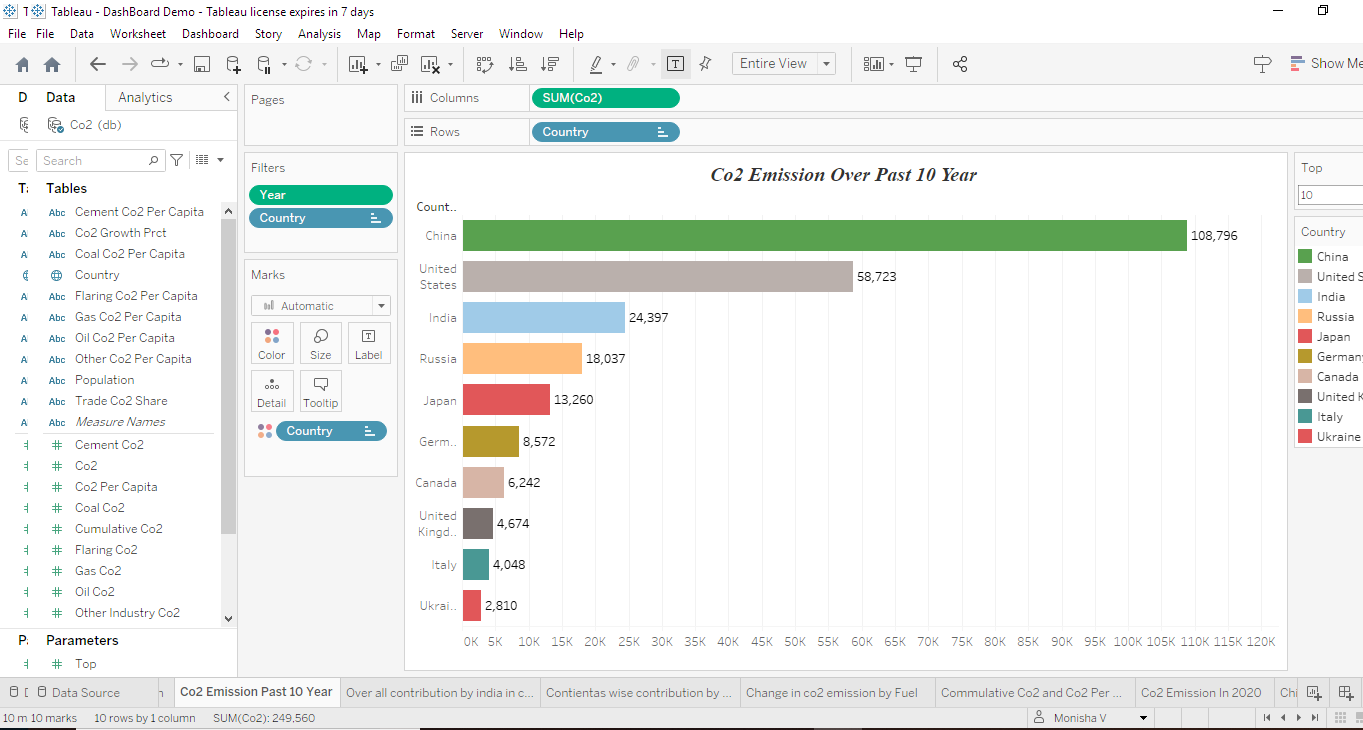 T Tableau - DashBoard Demo - Tableau license expires in 7 days
File File Data Worksheet Dashboard Story Analysis Map Format Server Window Help
Entire View
Show Me
D Data Analytics
Co2 (db)
Se Search
T Tables
A Abc Cement Co2 Per Capita
A Abc Co2 Growth Prct
A Abc Coal Co2 Per Capita
Country
A Abc Flaring Co2 Per Capita
A Abc Gas Co2 Per Capita
A Abc Oil Co2 Per Capita
A Abc Other Co2 Per Capita
A Abc Population
A Abc Trade Co2 Share
A Abc Measure Names
# Cement Co2
# Co2
# Co2 Per Capita
# Coal Co2
# Cumulative Co2
# Flaring Co2
# Gas Co2
# Oil Co2
# Other Industry Co2
P Parameters
# Top
Pages
Filters
Year
Country
Marks
Automatic
Color Size Label
Detail Tooltip
Country
Columns SUM(Co2)
Rows Country
Co2 Emission Over Past 10 Year
Count..
China 108,796
United
States 58,723
India 24,397
Russia 18,037
Japan 13,260
Germ.. 8,572
Canada 6,242
United
Kingd.. 4,674
Italy 4,048
Ukrai.. 2,810
0K 5K 10K 15K 20K 25K 30K 35K 40K 45K 50K 55K 60K 65K 70K 75K 80K 85K 90K 95K 100K 105K 110K 115K 120K
Top
10
Country
China
United S
India
Russia
Japan
Germany
Canada
United K
Italy
Ukraine
D Data Source n Co2 Emission Past 10 Year Over all contribution by india in c... Contientas wise contribution by ... Change in co2 emission by Fuel Commulative Co2 and Co2 Per ... Co2 Emission In 2020 Chi
10 m 10 marks 10 rows by 1 column SUM(Co2): 249,560 Monisha V